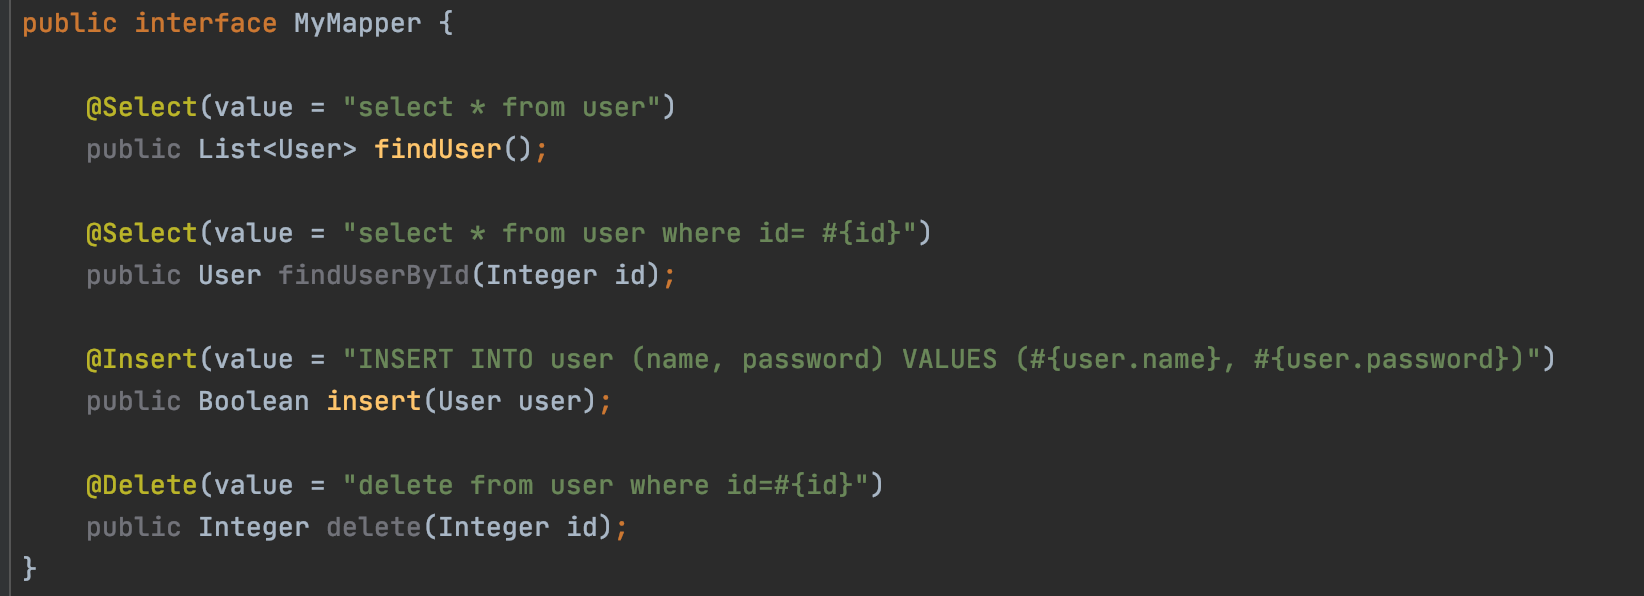 public interface MyMapper {
@Select(value = "select * from user")
public List<User> findUser();
@Select(value = "select * from user where id= #{id}")
public User findUserById(Integer id);
@Insert(value = "INSERT INTO user (name, password) VALUES (#{user.name}, #{user.password})")
public Boolean insert(User user);
@Delete(value = "delete from user where id=#{id}")
public Integer delete(Integer id);
}